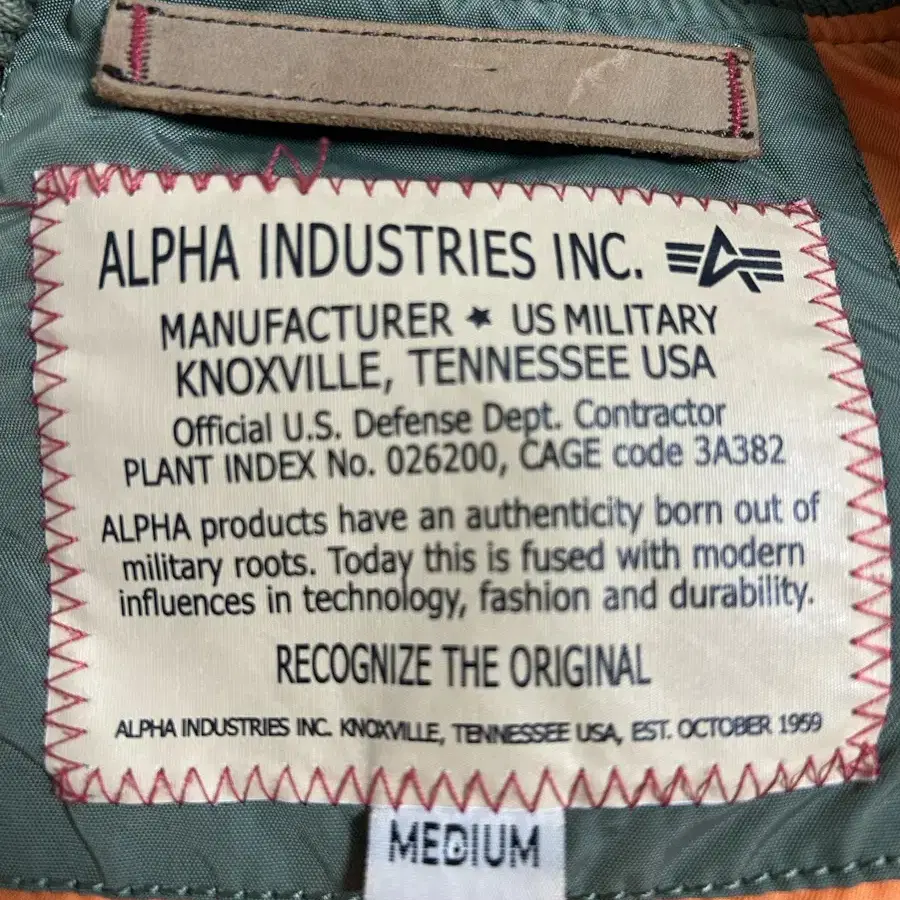 ALPHA INDUSTRIES INC.
MANUFACTURER ★ US MILITARY
KNOXVILLE, TENNESSEE USA
Official U.S. Defense Dept. Contractor
PLANT INDEX No. 026200, CAGE code 3A382
ALPHA products have an authenticity born out of
military roots. Today this is fused with modern
influences in technology, fashion and durability.
RECOGNIZE THE ORIGINAL
ALPHA INDUSTRIES INC. KNOXVILLE, TENNESSEE USA, EST. OCTOBER 1959
MEDIUM